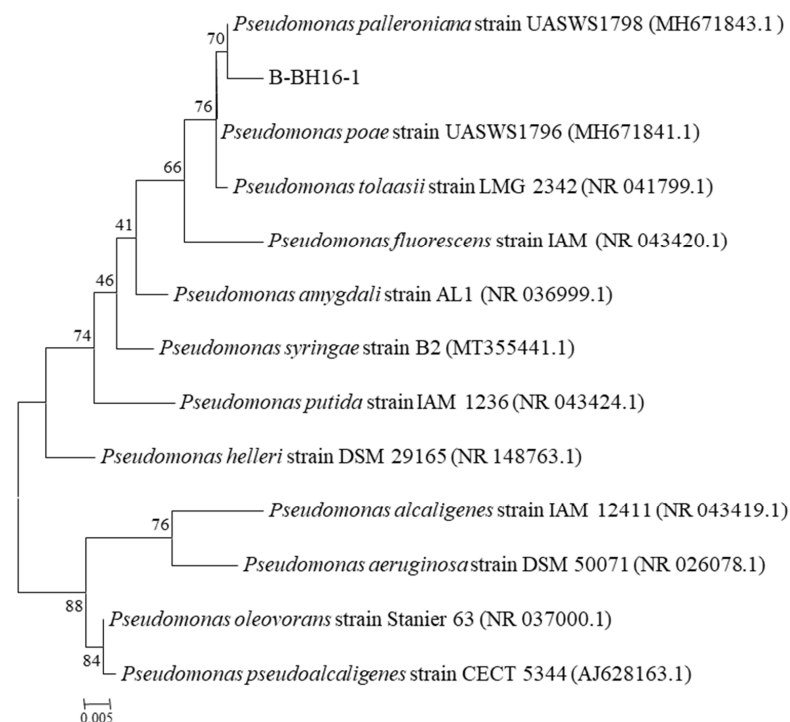 Pseudomonas palleroniana strain UASWS1798 (MH671843.1)
70
B-BH16-1
76
Pseudomonas poae strain UASWS1796 (MH671841.1)
66
Pseudomonas tolaasii strain LMG 2342 (NR 041799.1)
41
Pseudomonas fluorescens strain IAM (NR 043420.1)
46
Pseudomonas amygdali strain AL1 (NR 036999.1)
74
Pseudomonas syringae strain B2 (MT355441.1)
Pseudomonas putida strain IAM 1236 (NR 043424.1)
Pseudomonas helleri strain DSM 29165 (NR 148763.1)
Pseudomonas alcaligenes strain IAM 12411 (NR 043419.1)
76
Pseudomonas aeruginosa strain DSM 50071 (NR 026078.1)
88
Pseudomonas oleovorans strain Stanier 63 (NR 037000.1)
84
Pseudomonas pseudoalcaligenes strain CECT 5344 (AJ628163.1)
0.005